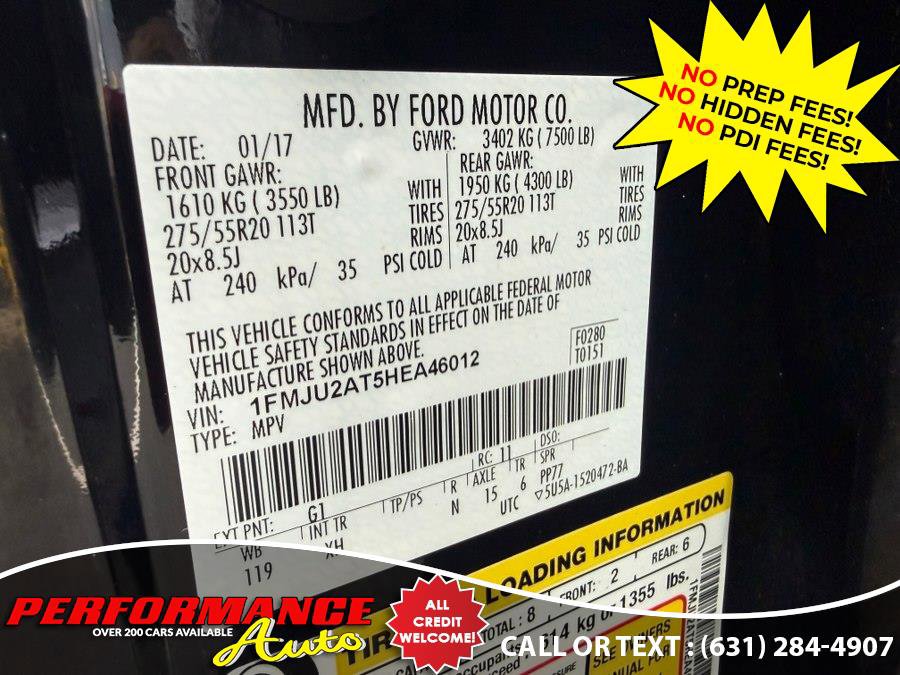 MFD. BY FORD MOTOR CO.
DATE: 01/17 GVWR: 3402 KG ( 7500 LB)
FRONT GAWR: REAR GAWR:
1610 KG ( 3550 LB) WITH 1950 KG ( 4300 LB) WITH
275/55R20 113T TIRES 275/55R20 113T TIRES
20x8.5J RIMS 20x8.5J RIMS
AT 240 kPa/ 35 PSI COLD AT 240 kPa/ 35 PSI COLD
THIS VEHICLE CONFORMS TO ALL APPLICABLE FEDERAL MOTOR
VEHICLE SAFETY STANDARDS IN EFFECT ON THE DATE OF
MANUFACTURE SHOWN ABOVE.
F0280
T0151
VIN: 1FMJU2AT5HEA46012
TYPE: MPV
EXT PNT: G1 RC: 11 DSO:
WB INT TR TP/PS R AXLE TR SPR
119 XH N 15 6 PP77
UTC ▽5U5A-1520472-BA
LOADING INFORMATION
TOTAL : 8 FRONT: 2 REAR: 6
1355 lbs.
NO PREP FEES!
NO HIDDEN FEES!
NO PDI FEES!
PERFORMANCE
OVER 200 CARS AVAILABLE
Auto
ALL
CREDIT
WELCOME!
CALL OR TEXT : (631) 284-4907